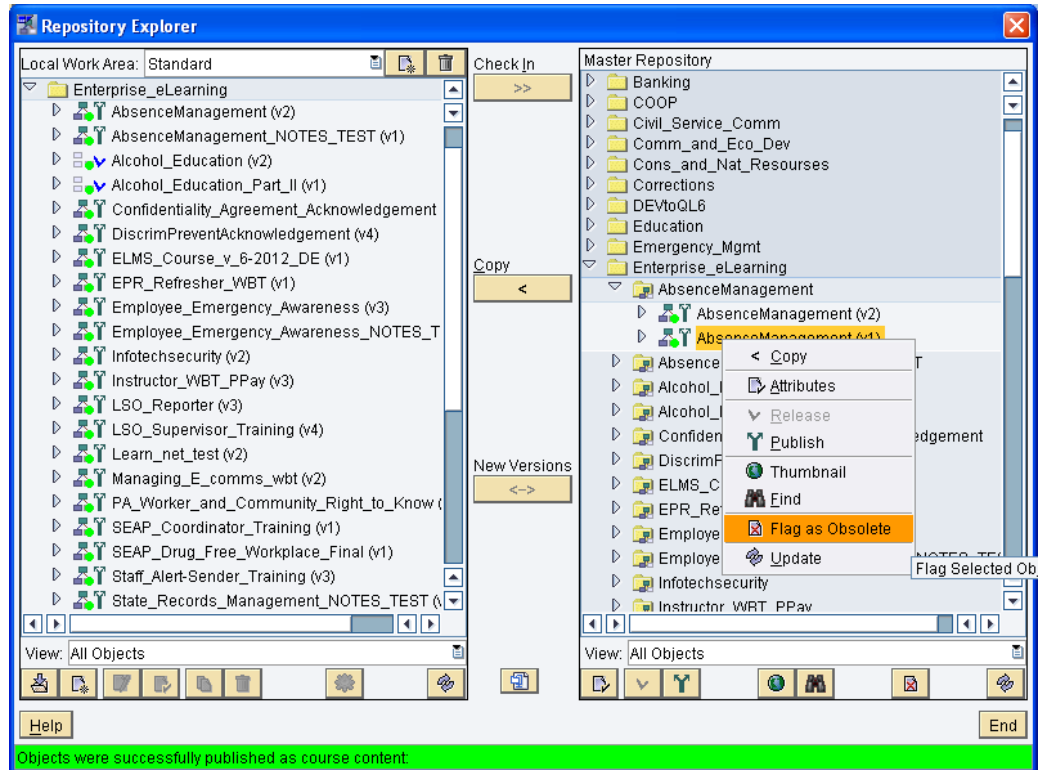 Repository Explorer
Local Work Area: Standard
Enterprise_eLearning
AbsenceManagement (v2)
AbsenceManagement_NOTES_TEST (v1)
Alcohol_Education (v2)
Alcohol_Education_Part_II (v1)
Confidentiality_Agreement_Acknowledgement
DiscrimPreventAcknowledgement (v4)
ELMS_Course_v_6-2012_DE (v1)
EPR_Refresher_WBT (v1)
Employee_Emergency_Awareness (v3)
Employee_Emergency_Awareness_NOTES_T
Infotechsecurity (v2)
Instructor_WBT_PPay (v3)
LSO_Reporter (v3)
LSO_Supervisor_Training (v4)
Learn_net_test (v2)
Managing_E_comms_wbt (v2)
PA_Worker_and_Community_Right_to_Know (
SEAP_Coordinator_Training (v1)
SEAP_Drug_Free_Workplace_Final (v1)
Staff_Alert-Sender_Training (v3)
State_Records_Management_NOTES_TEST (v
View: All Objects
Check In
>>
Copy
<
New Versions
<-->
Master Repository
Banking
COOP
Civil_Service_Comm
Comm_and_Eco_Dev
Cons_and_Nat_Resourses
Corrections
DEVtoQL6
Education
Emergency_Mgmt
Enterprise_eLearning
AbsenceManagement
AbsenceManagement (v2)
AbsenceManagement (v1)
Absence T
Alcohol_
Alcohol_
Confiden edgement
DiscrimP
ELMS_C
EPR_Re
Employe
Employe NOTES_TE
Infotechsecurity
Instructor_WBT_PPay
< Copy
Attributes
Release
Publish
Thumbnail
Find
Flag as Obsolete
Update
Flag Selected Ob
View: All Objects
Help
End
Objects were successfully published as course content: